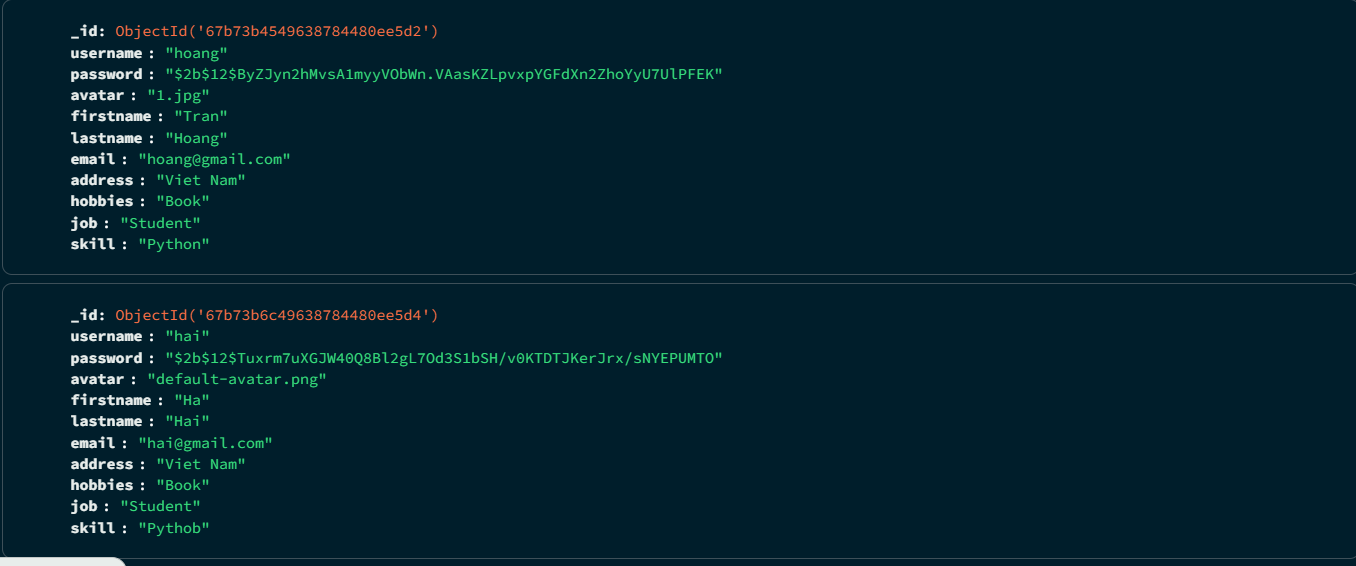 _id: ObjectId('67b73b4549638784480ee5d2')
username : "hoang"
password : "$2b$12$ByZJyn2hMvsA1myyVObWn.VAasKZLpvxpYGFdXn2ZhoYyU7UlPFEK"
avatar : "1.jpg"
firstname : "Tran"
lastname : "Hoang"
email : "hoang@gmail.com"
address : "Viet Nam"
hobbies : "Book"
job : "Student"
skill : "Python"
_id: ObjectId('67b73b6c49638784480ee5d4')
username : "hai"
password : "$2b$12$Tuxrm7uXGJW40Q8Bl2gL7Od3S1bSH/v0KTDTJKerJrx/sNYEPUMTO"
avatar : "default-avatar.png"
firstname : "Ha"
lastname : "Hai"
email : "hai@gmail.com"
address : "Viet Nam"
hobbies : "Book"
job : "Student"
skill : "Pythob"